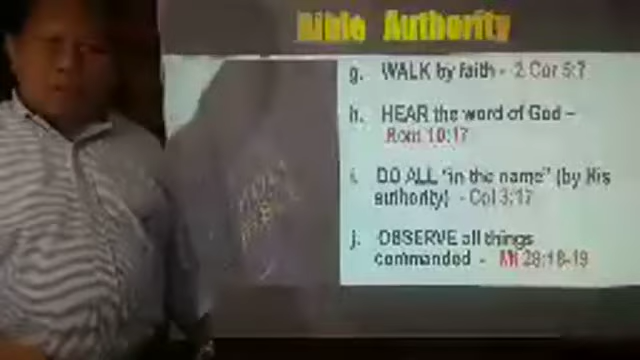 Bible Authority
g. WALK by faith - 2 Cor 5:7
h. HEAR the word of God –
Rom 10:17
i. DO ALL "in the name" (by His
authority) - Col 3:17
j. OBSERVE all things
commanded - Mt 28:18-19